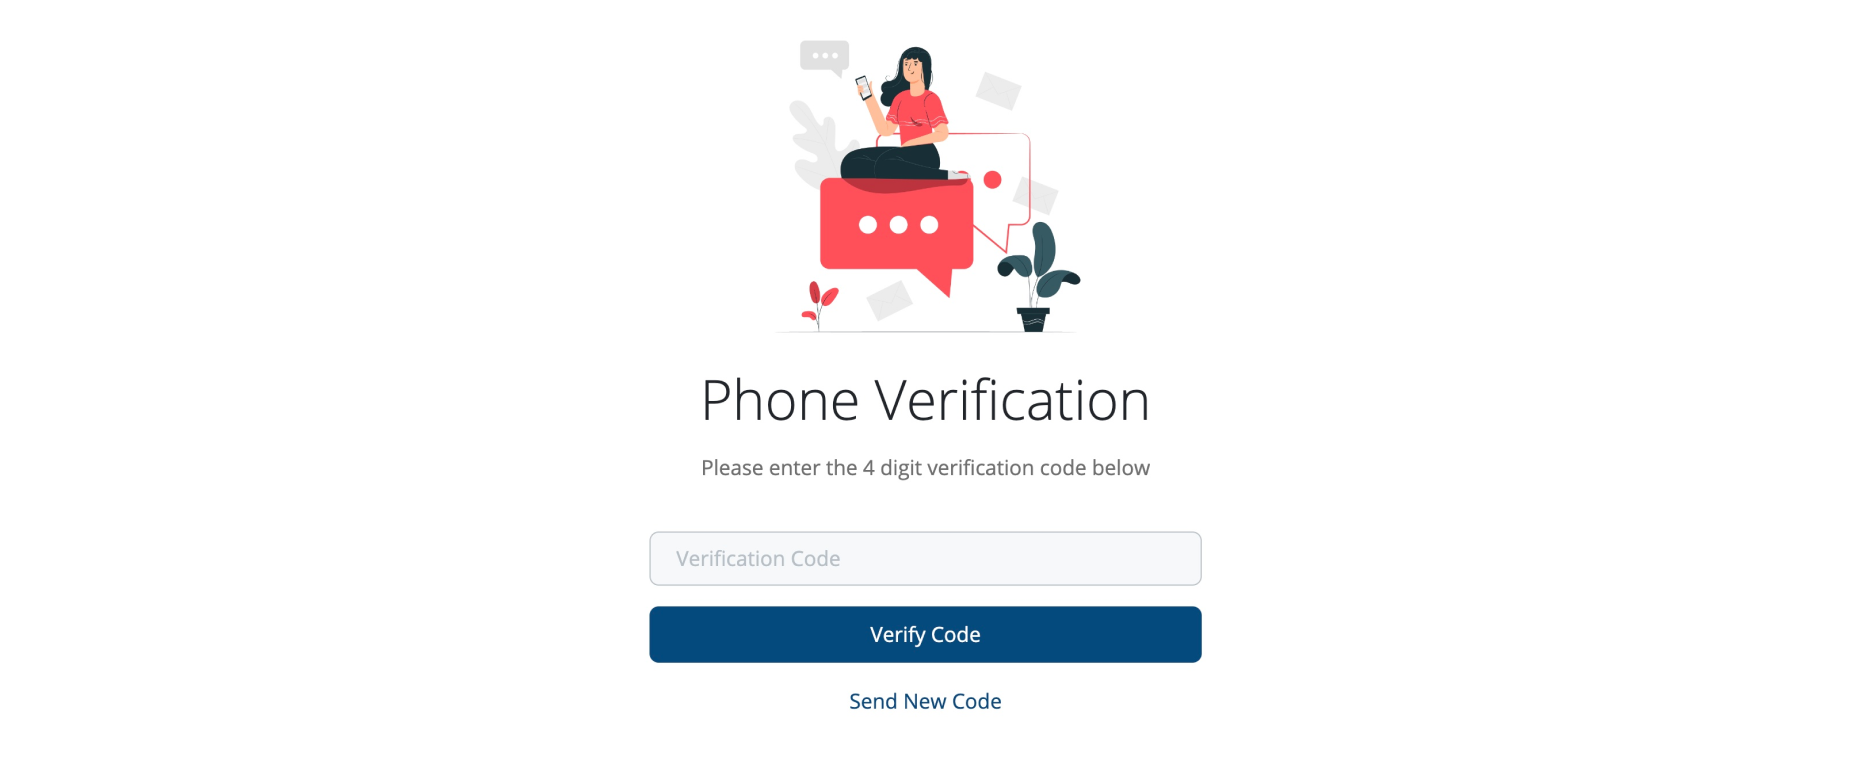 Phone Verification
Please enter the 4 digit verification code below
Verification Code
Verify Code
Send New Code